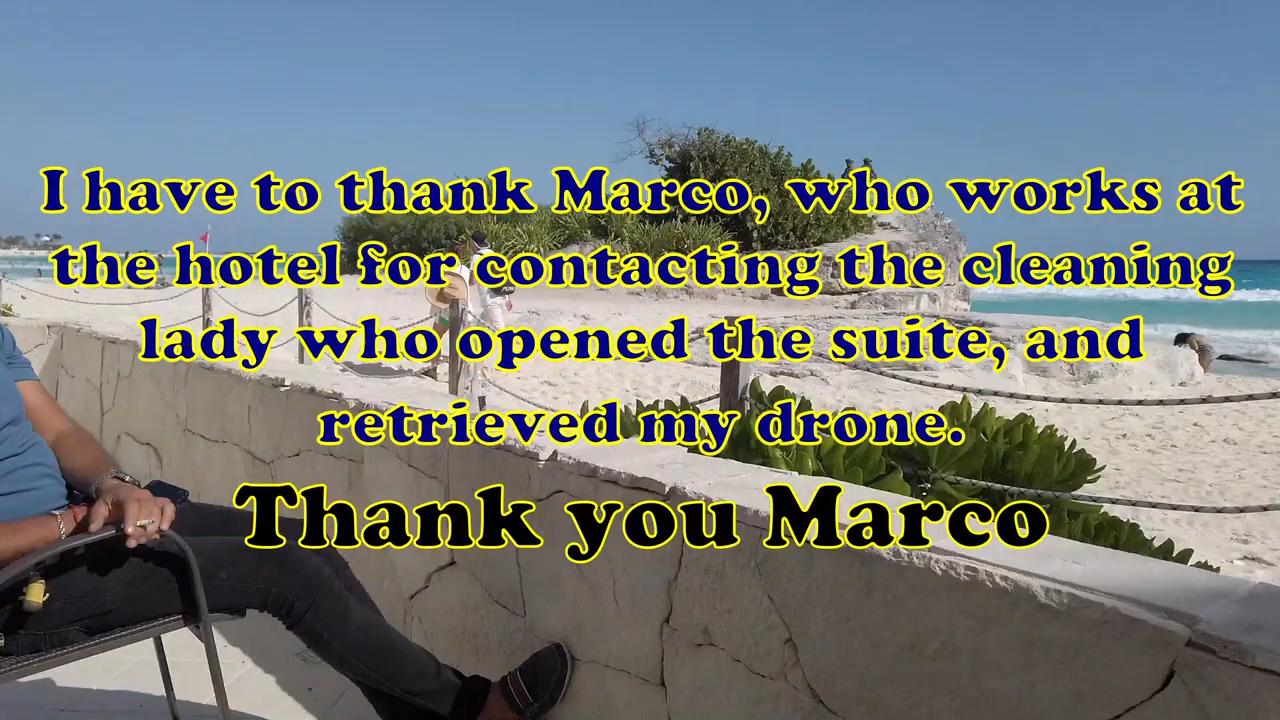 I have to thank Marco, who works at
the hotel for contacting the cleaning
lady who opened the suite, and
retrieved my drone.
Thank you Marco